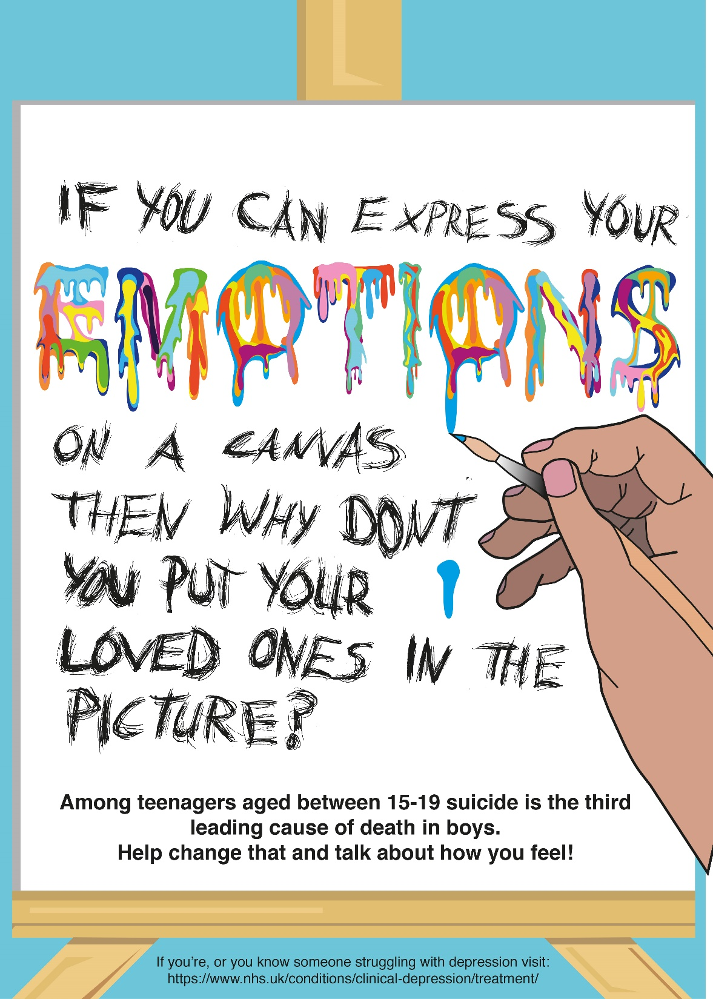 IF YOU CAN EXPRESS YOUR
EMOTIONS
ON A CANVAS
THEN WHY DONT
YOU PUT YOUR
LOVED ONES IN THE
PICTURE?
Among teenagers aged between 15-19 suicide is the third
leading cause of death in boys.
Help change that and talk about how you feel!
If you’re, or you know someone struggling with depression visit:
https://www.nhs.uk/conditions/clinical-depression/treatment/